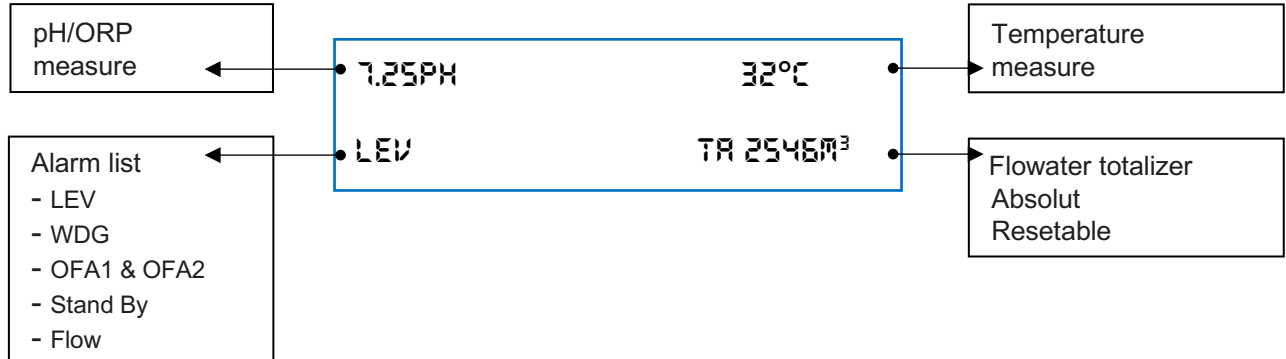 pH/ORP
measure
7.25PH
32°C
Temperature
measure
Alarm list
- LEV
- WDG
- OFA1 & OFA2
- Stand By
- Flow
LEV
TA 2546M³
Flowater totalizer
Absolut
Resetable